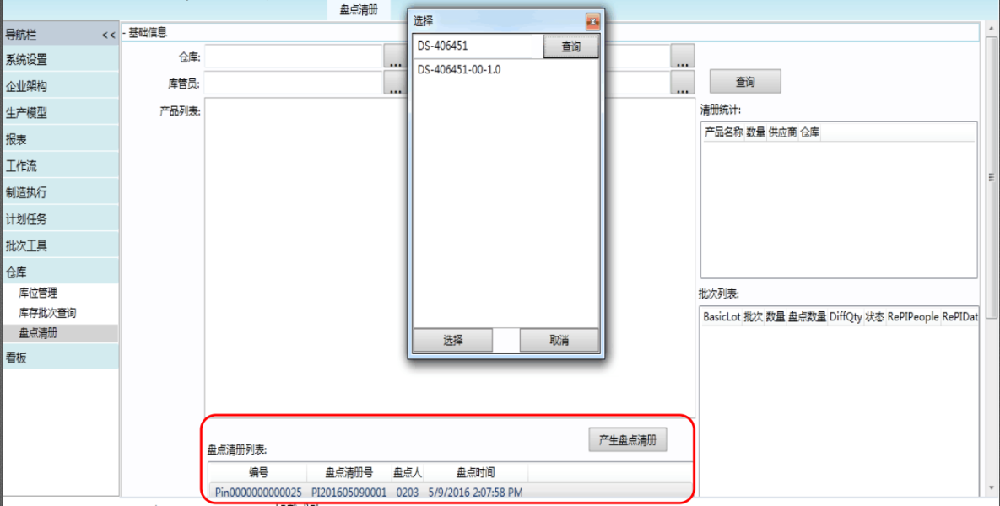 盘点清册
导航栏 <<
系统设置
企业架构
生产模型
报表
工作流
制造执行
计划任务
批次工具
仓库
库位管理
库存批次查询
盘点清册
看板
- 基础信息
仓库: ... ...
库管员: ... ...
产品列表:
查询
选择
DS-406451 查询
DS-406451-00-1.0
选择 取消
清册统计:
产品名称 数量 供应商 仓库
批次列表:
BasicLot 批次 数量 盘点数量 DiffQty 状态 RePIPeople RePIDat
产生盘点清册
盘点清册列表:
编号 盘点清册号 盘点人 盘点时间
Pin0000000000025 PI201605090001 0203 5/9/2016 2:07:58 PM